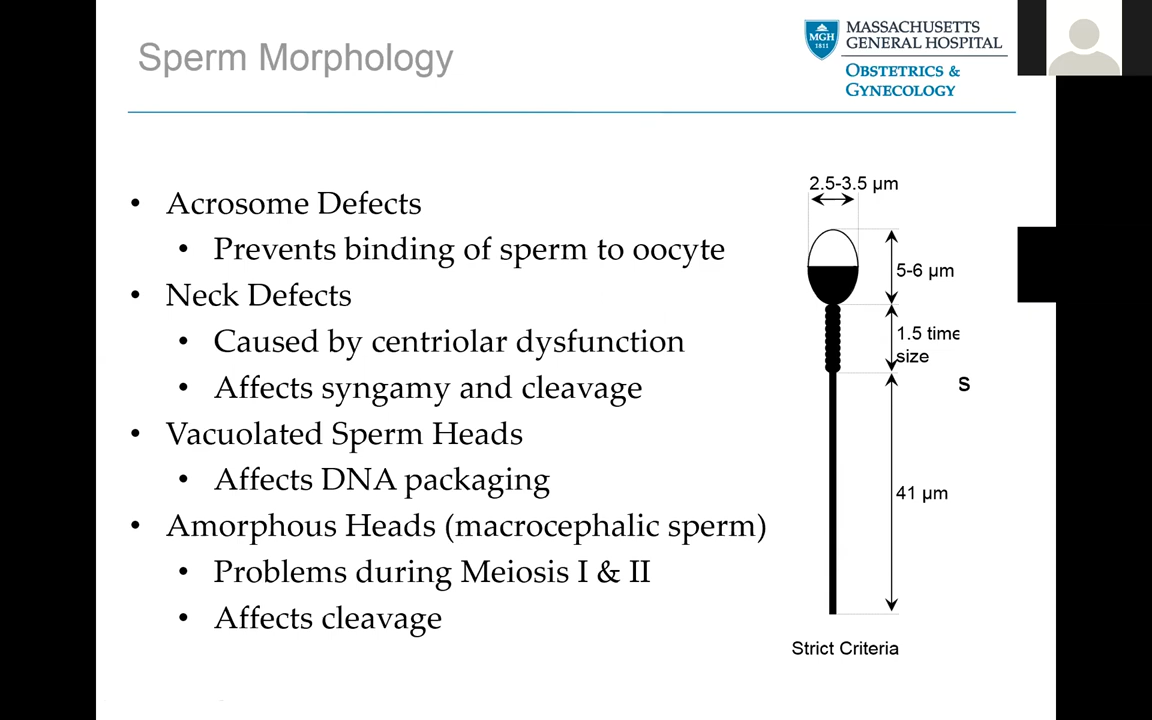 Sperm Morphology
MGH
1811
MASSACHUSETTS
GENERAL HOSPITAL
OBSTETRICS &
GYNECOLOGY
• Acrosome Defects
• Prevents binding of sperm to oocyte
• Neck Defects
• Caused by centriolar dysfunction
• Affects syngamy and cleavage
• Vacuolated Sperm Heads
• Affects DNA packaging
• Amorphous Heads (macrocephalic sperm)
• Problems during Meiosis I & II
• Affects cleavage
2.5-3.5 µm
5-6 µm
1.5 time
size
S
41 µm
Strict Criteria